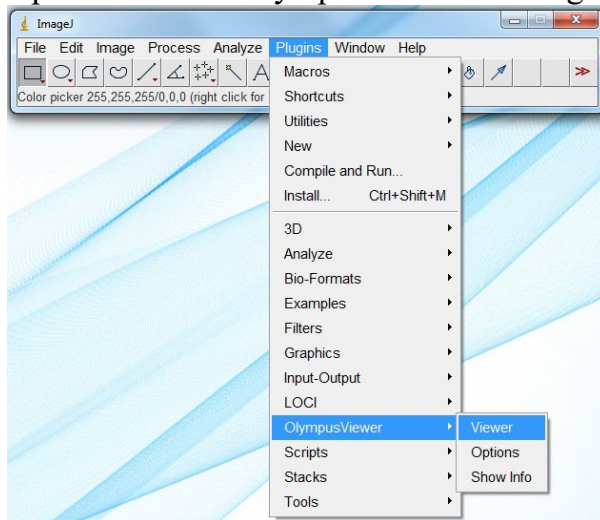 ImageJ
File Edit Image Process Analyze Plugins Window Help
A
Color picker 255,255,255/0,0,0 (right click for
Macros
Shortcuts
Utilities
New
Compile and Run...
Install... Ctrl+Shift+M
3D
Analyze
Bio-Formats
Examples
Filters
Graphics
Input-Output
LOCI
OlympusViewer
Viewer
Scripts
Options
Stacks
Show Info
Tools